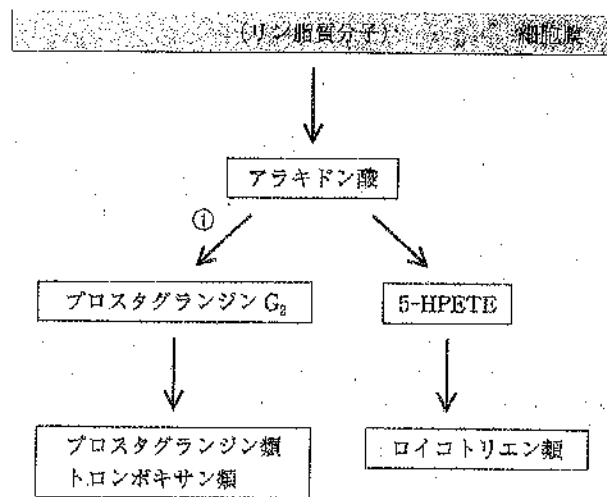 (リン脂質分子) 細胞膜
アラキドン酸
①
プロスタグランジン G₂ 5-HPETE
プロスタグランジン類
トロンボキサン類
ロイコトリエン類